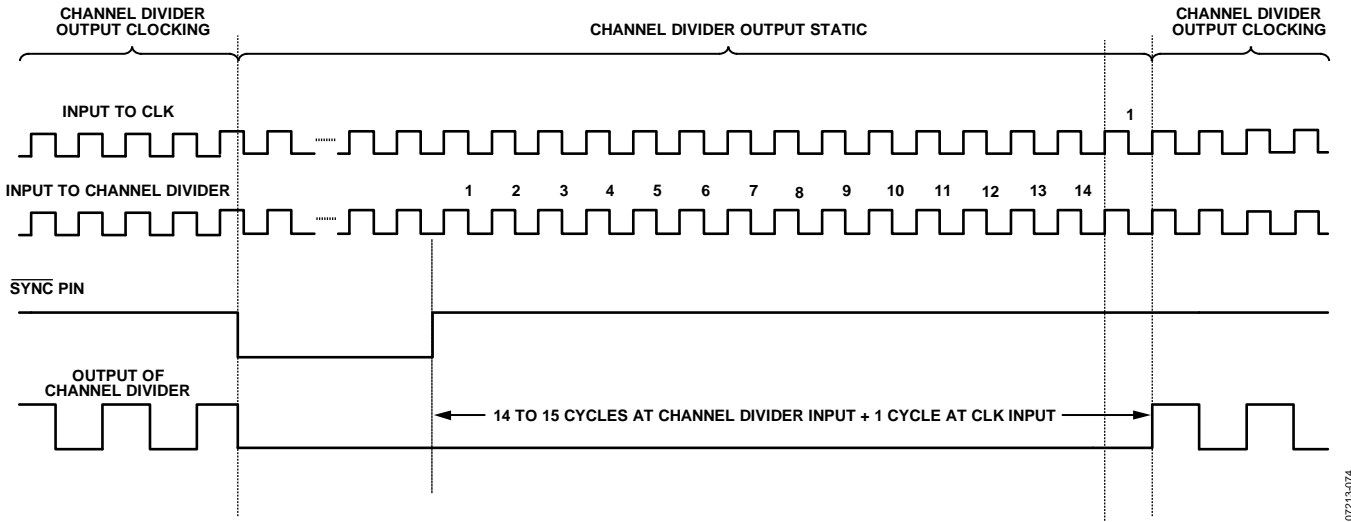 CHANNEL DIVIDER
OUTPUT CLOCKING
CHANNEL DIVIDER OUTPUT STATIC
CHANNEL DIVIDER
OUTPUT CLOCKING
INPUT TO CLK
1
INPUT TO CHANNEL DIVIDER
1 2 3 4 5 6 7 8 9 10 11 12 13 14
SYNC PIN
OUTPUT OF
CHANNEL DIVIDER
14 TO 15 CYCLES AT CHANNEL DIVIDER INPUT + 1 CYCLE AT CLK INPUT
07213-074